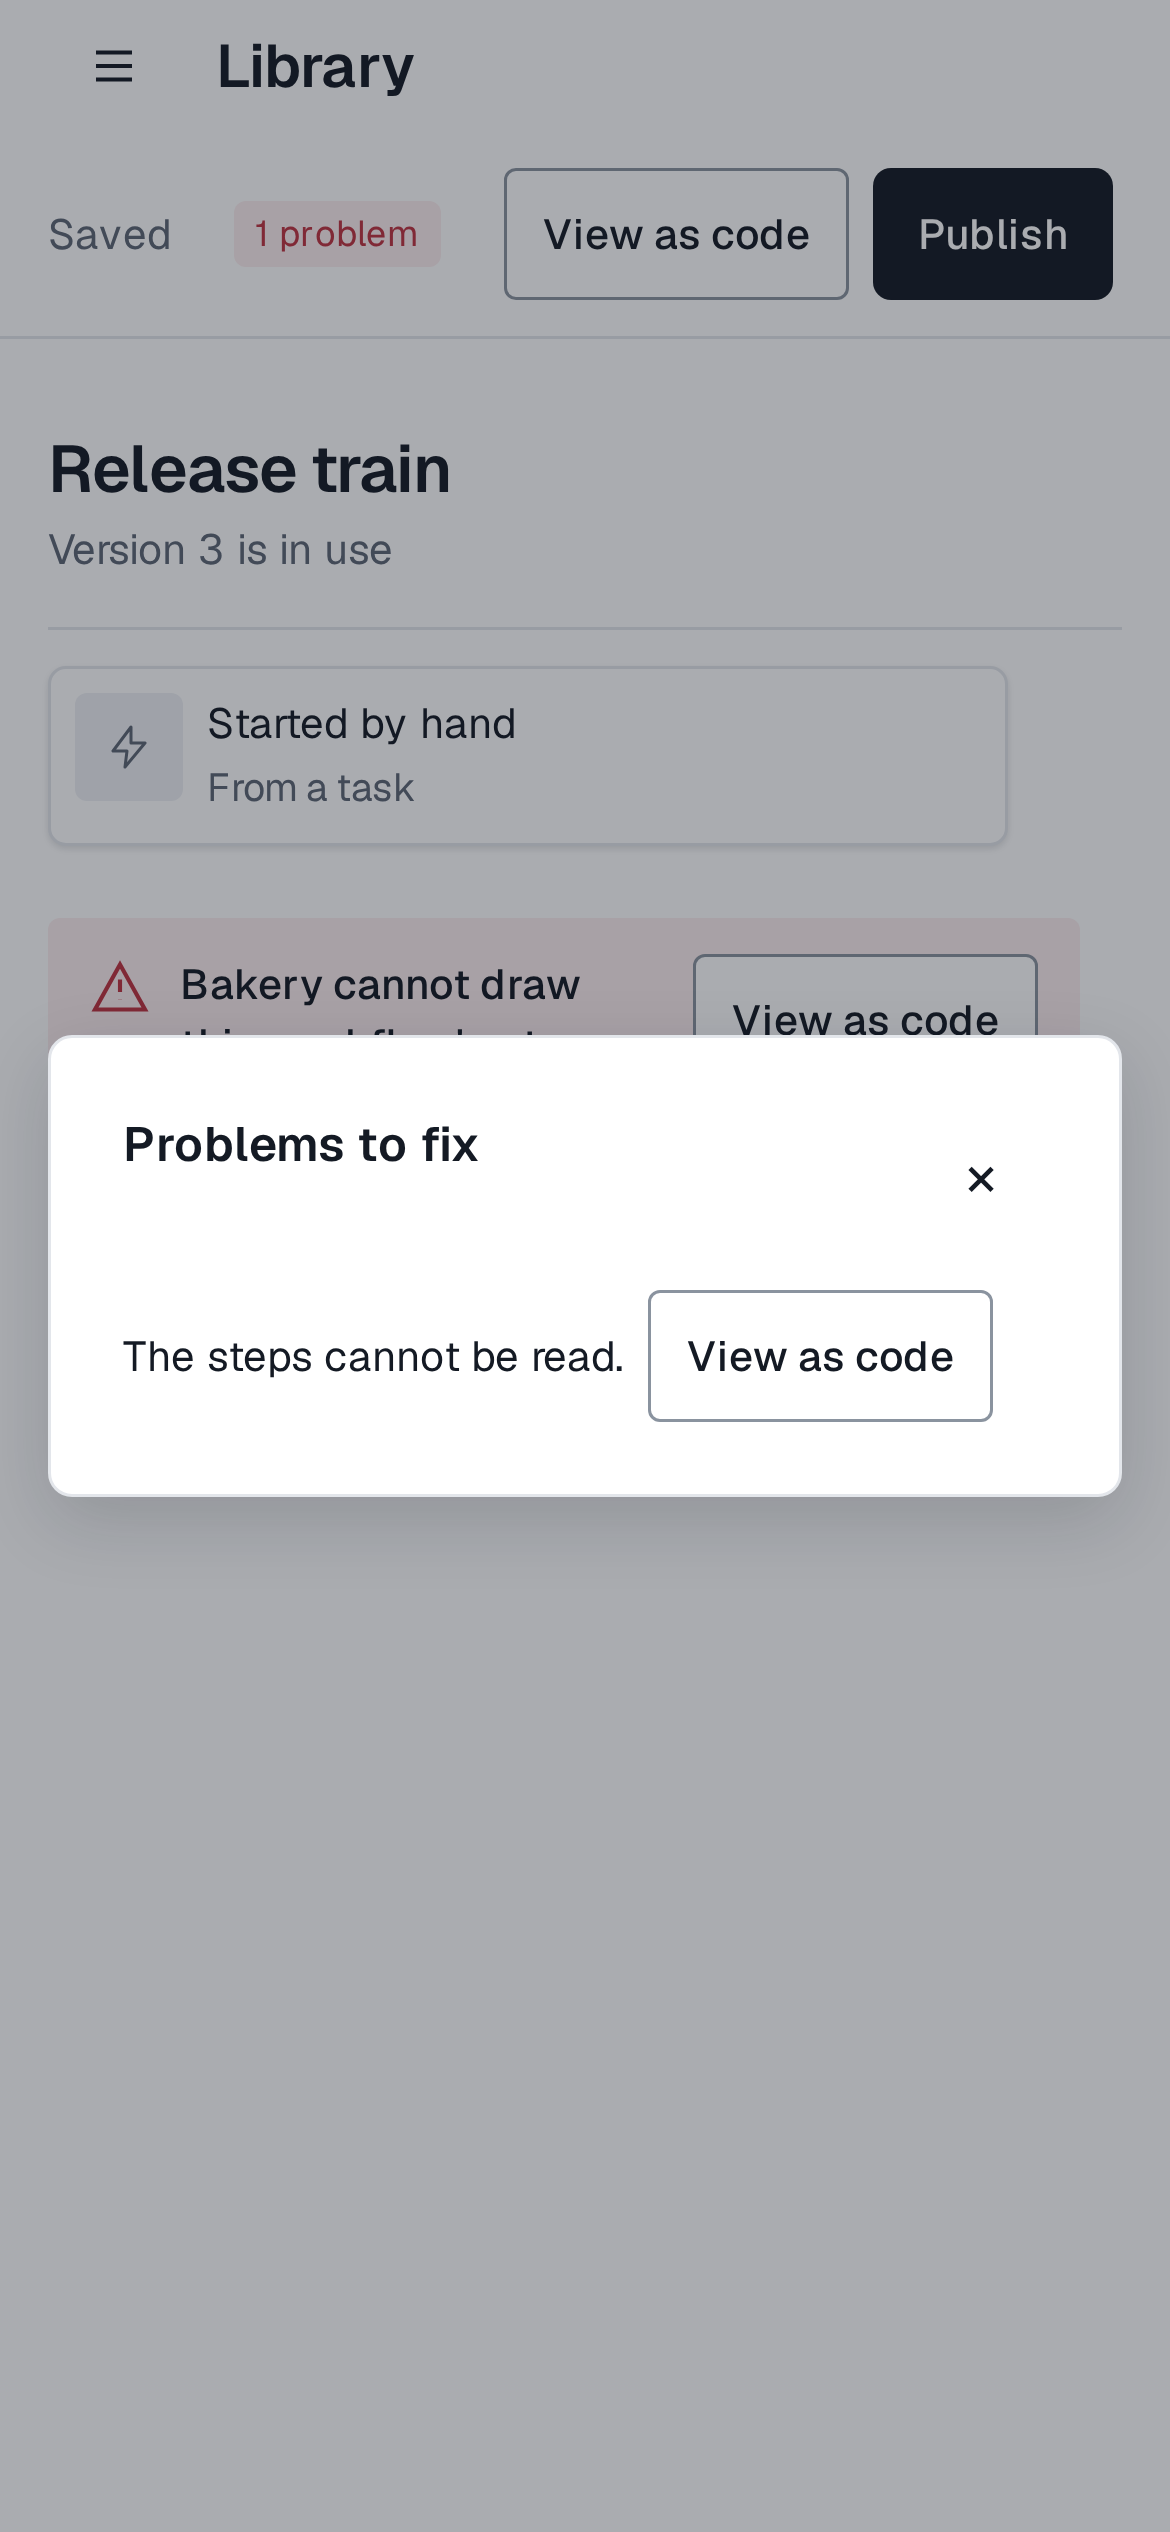 Library
Saved
1 problem
View as code
Publish
Release train
Version 3 is in use
Started by hand
From a task
Bakery cannot draw
View as code
Problems to fix
The steps cannot be read.
View as code